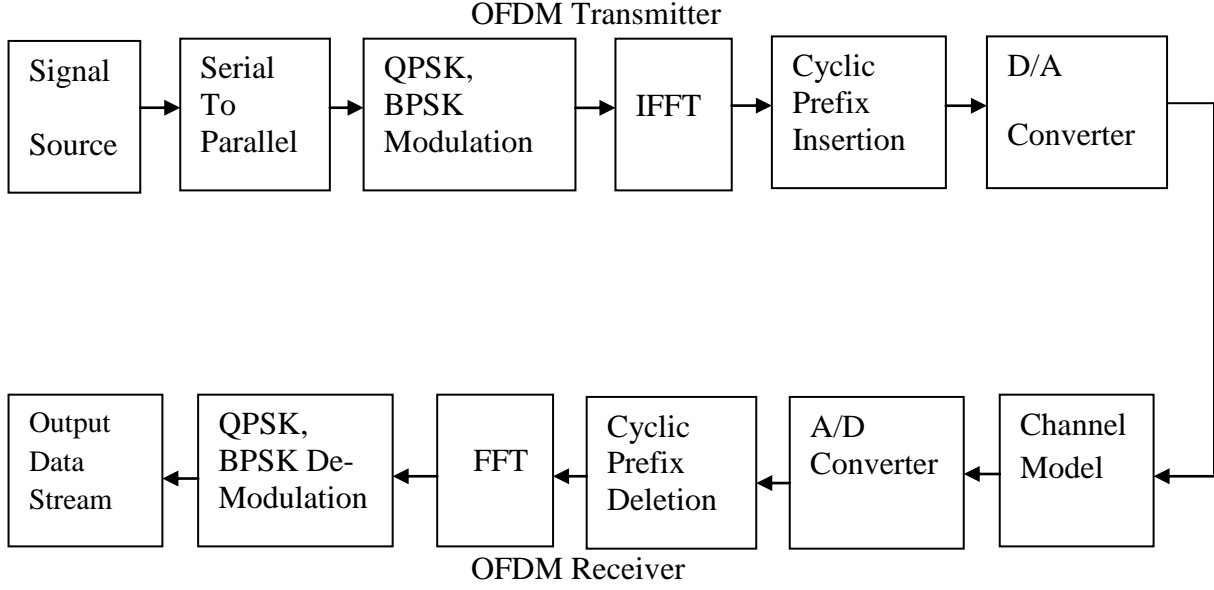 OFDM Transmitter
Signal
Source
Serial
To
Parallel
QPSK,
BPSK
Modulation
IFFT
Cyclic
Prefix
Insertion
D/A
Converter
Output
Data
Stream
QPSK,
BPSK De-
Modulation
FFT
Cyclic
Prefix
Deletion
A/D
Converter
Channel
Model
OFDM Receiver